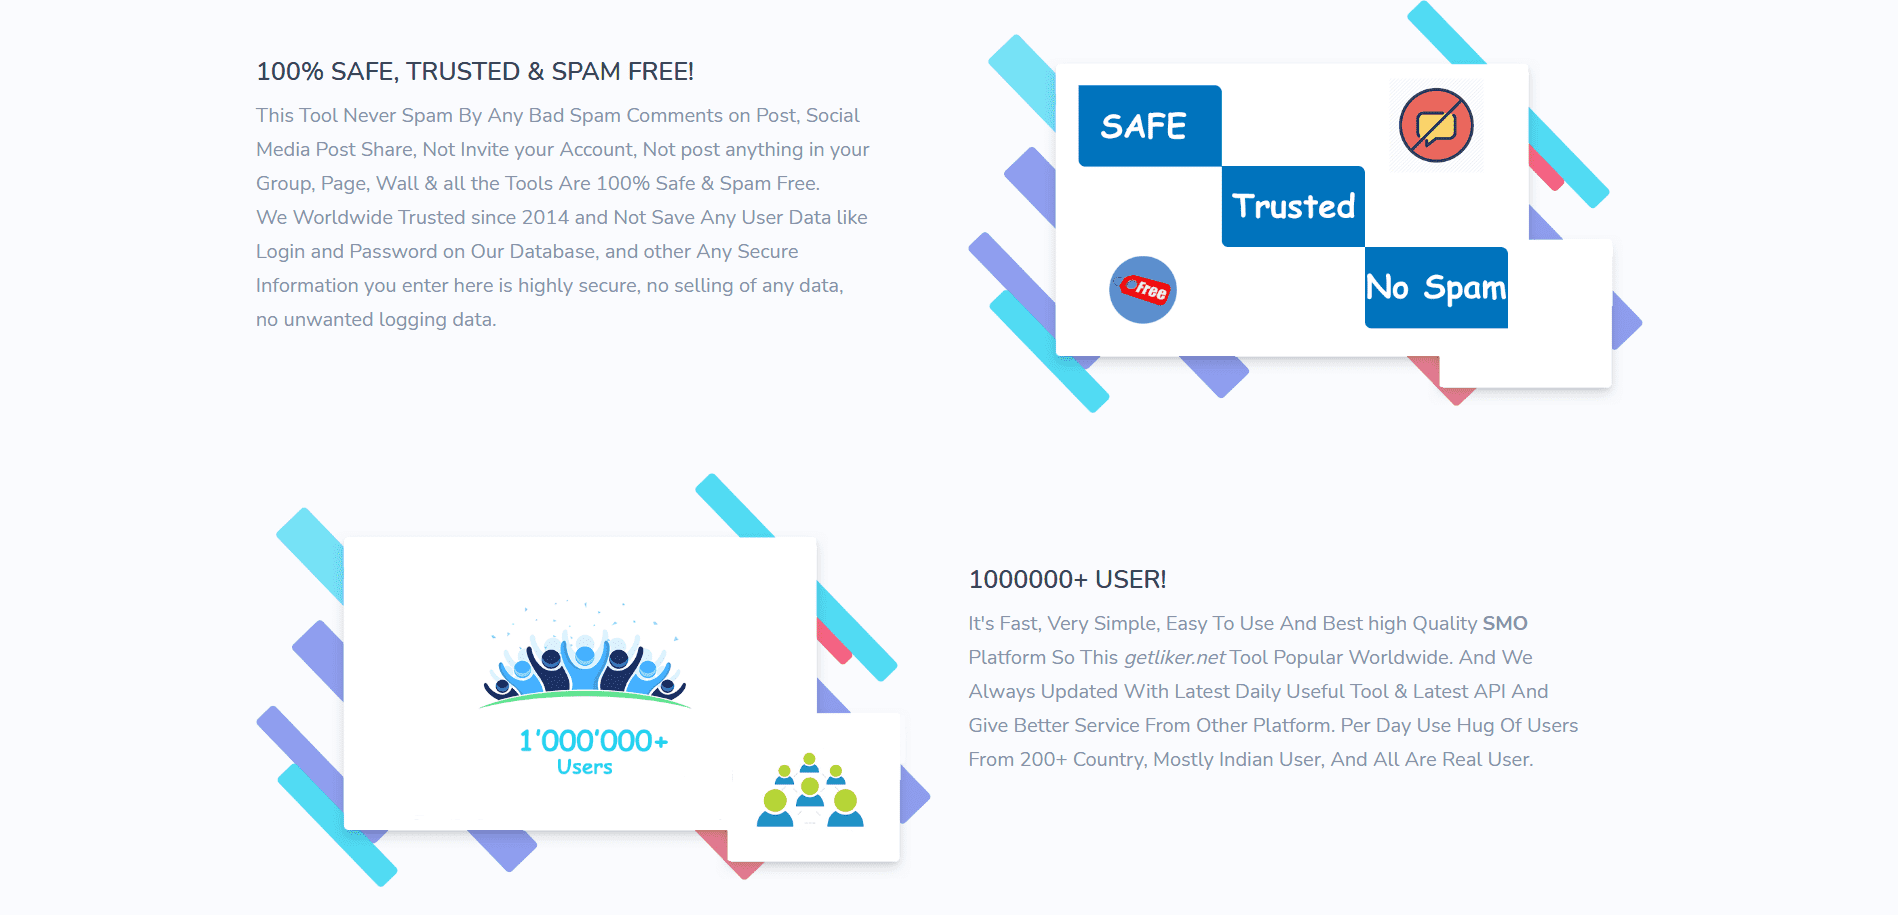 100% SAFE, TRUSTED & SPAM FREE!
This Tool Never Spam By Any Bad Spam Comments on Post, Social
Media Post Share, Not Invite your Account, Not post anything in your
Group, Page, Wall & all the Tools Are 100% Safe & Spam Free.
We Worldwide Trusted since 2014 and Not Save Any User Data like
Login and Password on Our Database, and other Any Secure
Information you enter here is highly secure, no selling of any data,
no unwanted logging data.
SAFE
Trusted
Free
No Spam
1'000'000+
Users
1000000+ USER!
It's Fast, Very Simple, Easy To Use And Best high Quality SMO
Platform So This getliker.net Tool Popular Worldwide. And We
Always Updated With Latest Daily Useful Tool & Latest API And
Give Better Service From Other Platform. Per Day Use Hug Of Users
From 200+ Country, Mostly Indian User, And All Are Real User.